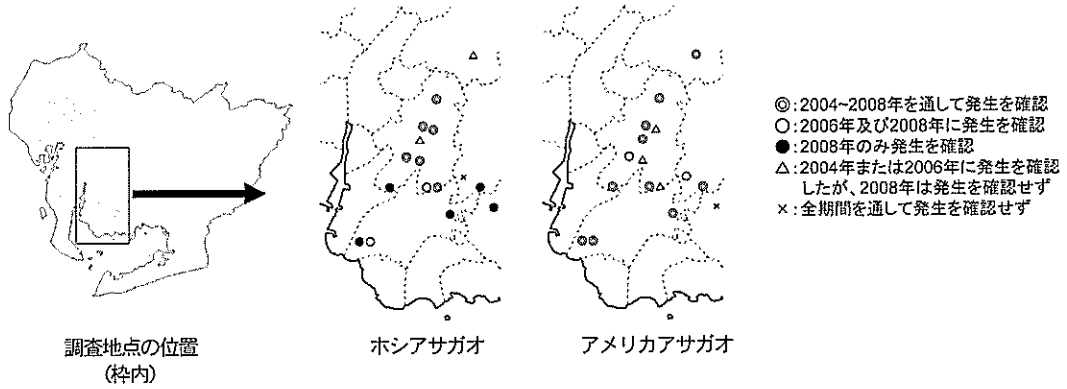 ◎:2004~2008年を通して発生を確認
○:2006年及び2008年に発生を確認
●:2008年のみ発生を確認
△:2004年または2006年に発生を確認
したが、2008年は発生を確認せず
×:全期間を通して発生を確認せず
調査地点の位置
(枠内)
ホシアサガオ
アメリカアサガオ